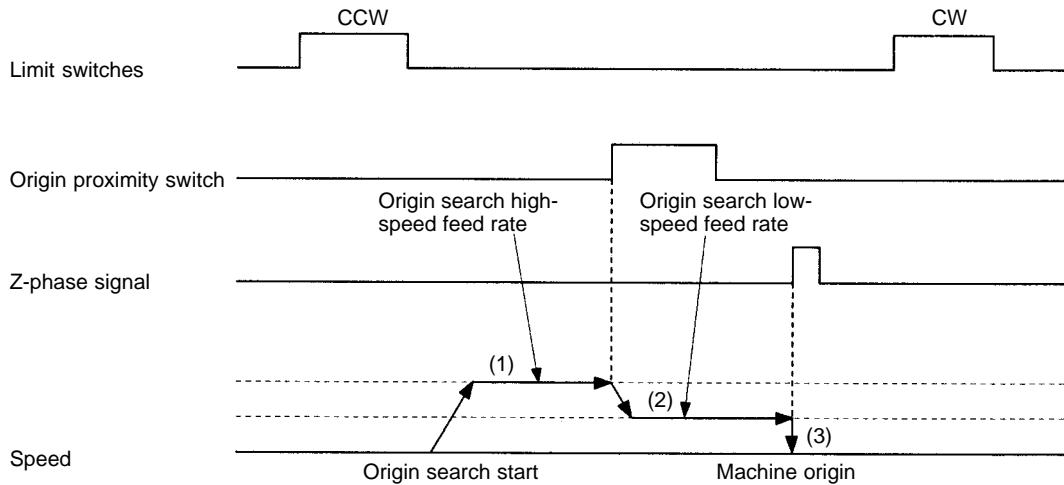 CCW
CW
Limit switches
Origin proximity switch
Origin search high-
speed feed rate
Origin search low-
speed feed rate
Z-phase signal
(1)
(2)
(3)
Speed
Origin search start
Machine origin